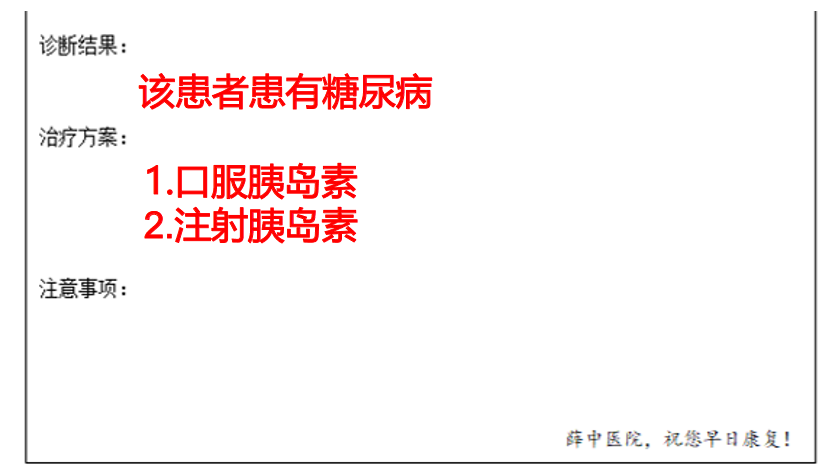 诊断结果：
该患者患有糖尿病
治疗方案：
1.口服胰岛素
2.注射胰岛素
注意事项：
薛中医院，祝您早日康复！